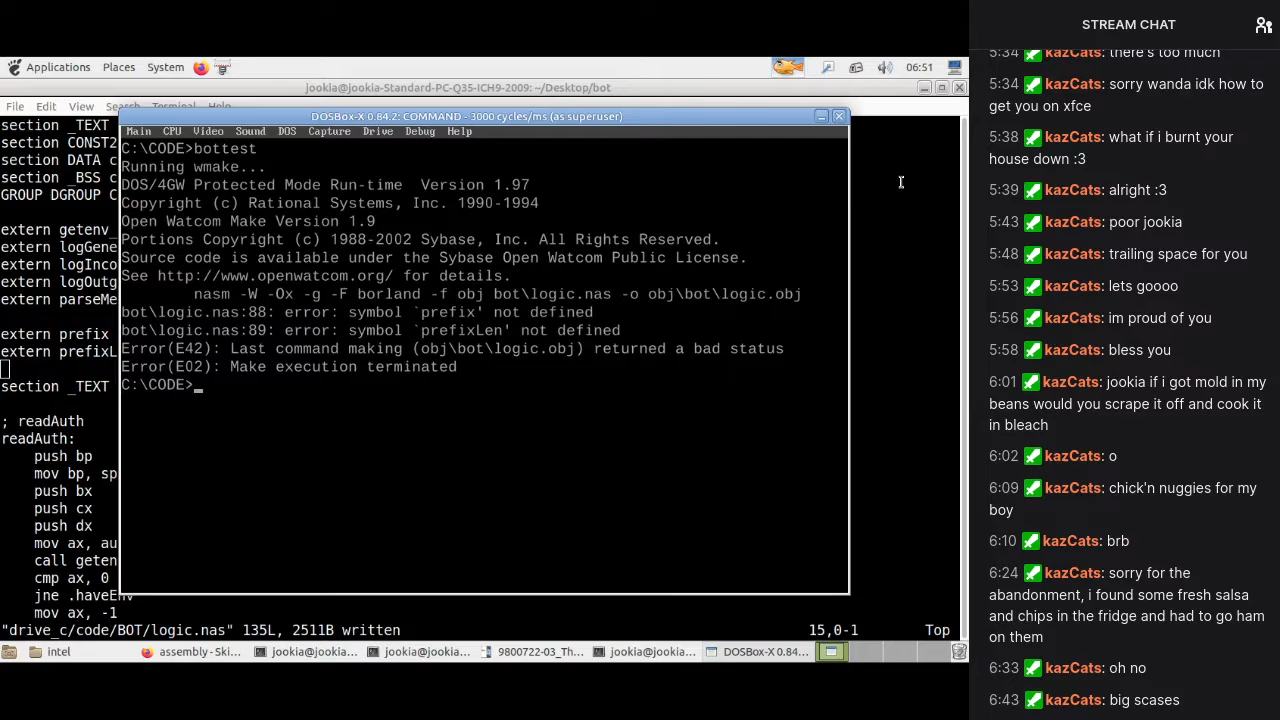 STREAM CHAT
Applications Places System 06:51
jookia@jookia-Standard-PC-Q35-ICH9-2009: ~/Desktop/bot
File Edit View Search Terminal Help
DOSBox-X 0.84.2: COMMAND - 3000 cycles/ms (as superuser)
Main CPU Video Sound DOS Capture Drive Debug Help
C:\CODE>bottest
Running wmake...
DOS/4GW Protected Mode Run-time Version 1.97
Copyright (c) Rational Systems, Inc. 1990-1994
Open Watcom Make Version 1.9
Portions Copyright (c) 1988-2002 Sybase, Inc. All Rights Reserved.
Source code is available under the Sybase Open Watcom Public License.
See http://www.openwatcom.org/ for details.
nasm -W -Ox -g -F borland -f obj bot\logic.nas -o obj\bot\logic.obj
bot\logic.nas:88: error: symbol `prefix' not defined
bot\logic.nas:89: error: symbol `prefixLen' not defined
Error(E42): Last command making (obj\bot\logic.obj) returned a bad status
Error(E02): Make execution terminated
C:\CODE>_
section _TEXT
section CONST2
section DATA c
section _BSS c
GROUP DGROUP C
extern getenv_
extern logGene
extern logInco
extern logOutg
extern parseMe
extern prefix
extern prefixL
section _TEXT
; readAuth
readAuth:
push bp
mov bp, sp
push bx
push cx
push dx
mov ax, au
call geten
cmp ax, 0
jne .haveEnv
mov ax, -1
"drive_c/code/BOT/logic.nas" 135L, 2511B written 15,0-1 Top
intel assembly - Ski... jookia@jookia... jookia@jookia... 9800722-03_Th... jookia@jookia... DOSBox-X 0.84...
5:34 kazCats: there's too much
5:34 kazCats: sorry wanda idk how to
get you on xfce
5:38 kazCats: what if i burnt your
house down :3
5:39 kazCats: alright :3
5:43 kazCats: poor jookia
5:48 kazCats: trailing space for you
5:53 kazCats: lets goooo
5:56 kazCats: im proud of you
5:58 kazCats: bless you
6:01 kazCats: jookia if i got mold in my
beans would you scrape it off and cook it
in bleach
6:02 kazCats: o
6:09 kazCats: chick'n nuggies for my
boy
6:10 kazCats: brb
6:24 kazCats: sorry for the
abandonment, i found some fresh salsa
and chips in the fridge and had to go ham
on them
6:33 kazCats: oh no
6:43 kazCats: big scases